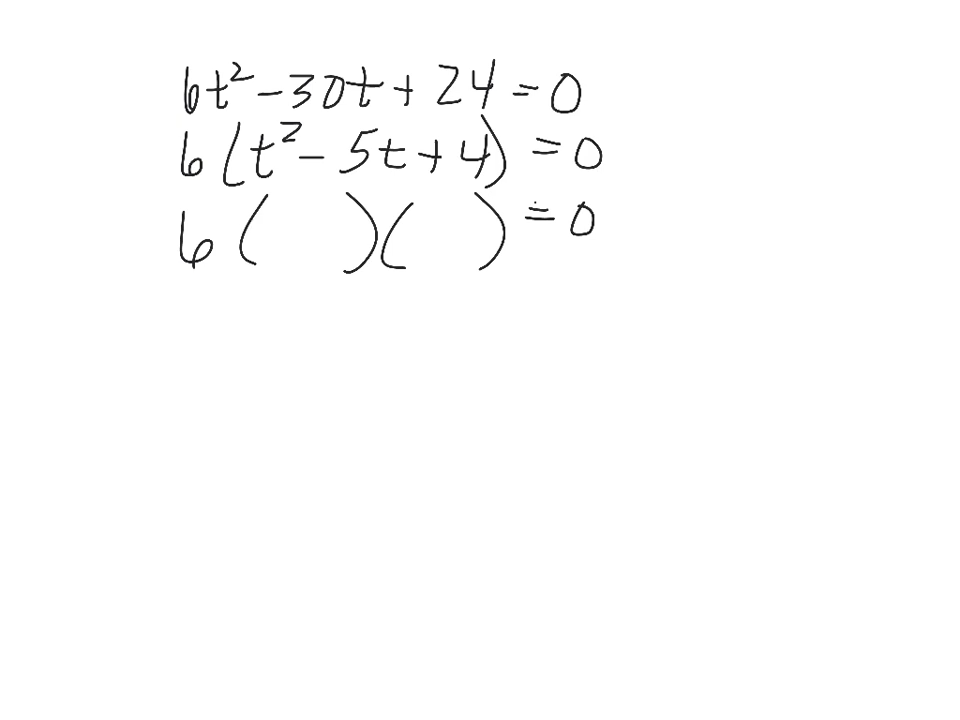 6t² - 30t + 24 = 0
6(t² - 5t + 4) = 0
6(  )(  ) = 0